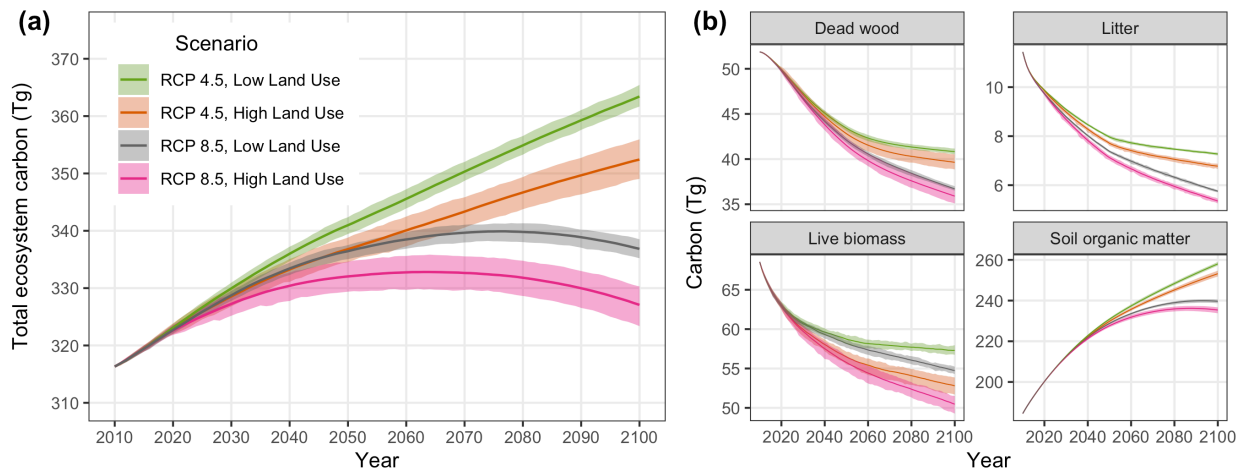 (a)
Total ecosystem carbon (Tg)
370
360
350
340
330
320
310
Scenario
RCP 4.5, Low Land Use
RCP 4.5, High Land Use
RCP 8.5, Low Land Use
RCP 8.5, High Land Use
2010 2020 2030 2040 2050 2060 2070 2080 2090 2100
Year
(b)
Carbon (Tg)
Dead wood
50
45
40
35
Litter
10
8
6
Live biomass
65
60
55
50
2020 2040 2060 2080 2100
Soil organic matter
260
240
220
200
2020 2040 2060 2080 2100
Year